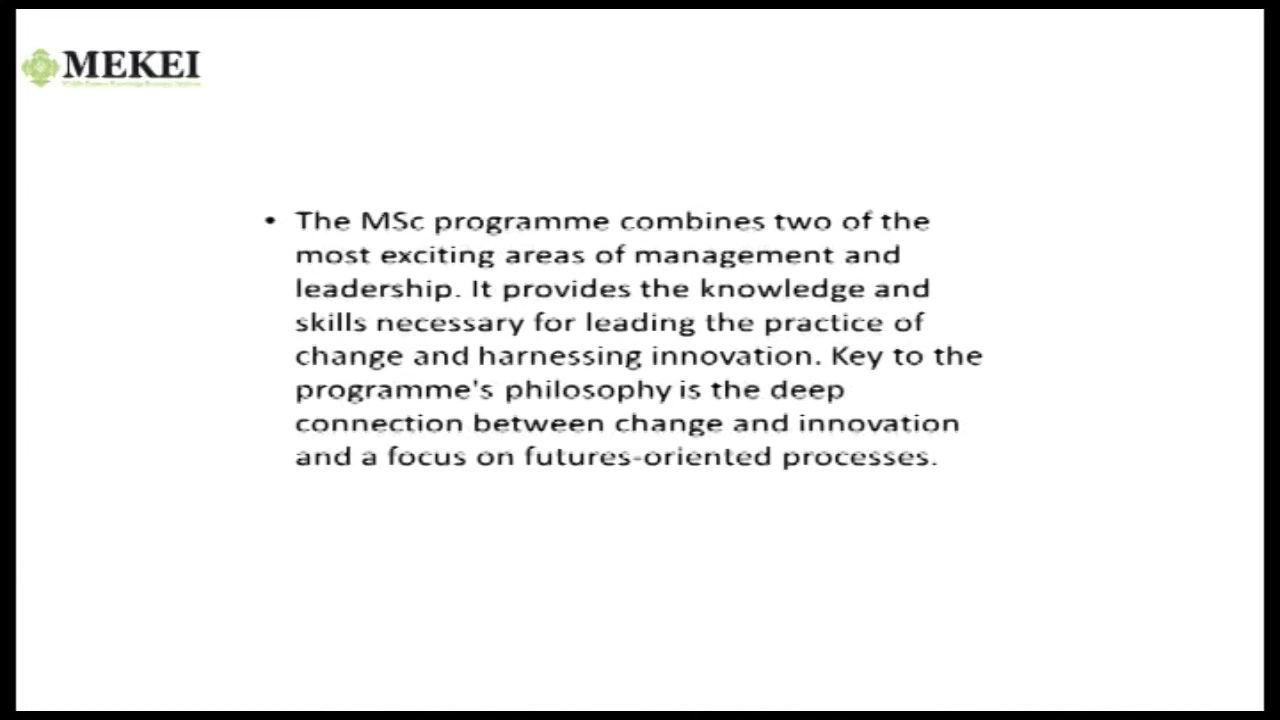 MEKEI
• The MSc programme combines two of the
most exciting areas of management and
leadership. It provides the knowledge and
skills necessary for leading the practice of
change and harnessing innovation. Key to the
programme's philosophy is the deep
connection between change and innovation
and a focus on futures-oriented processes.